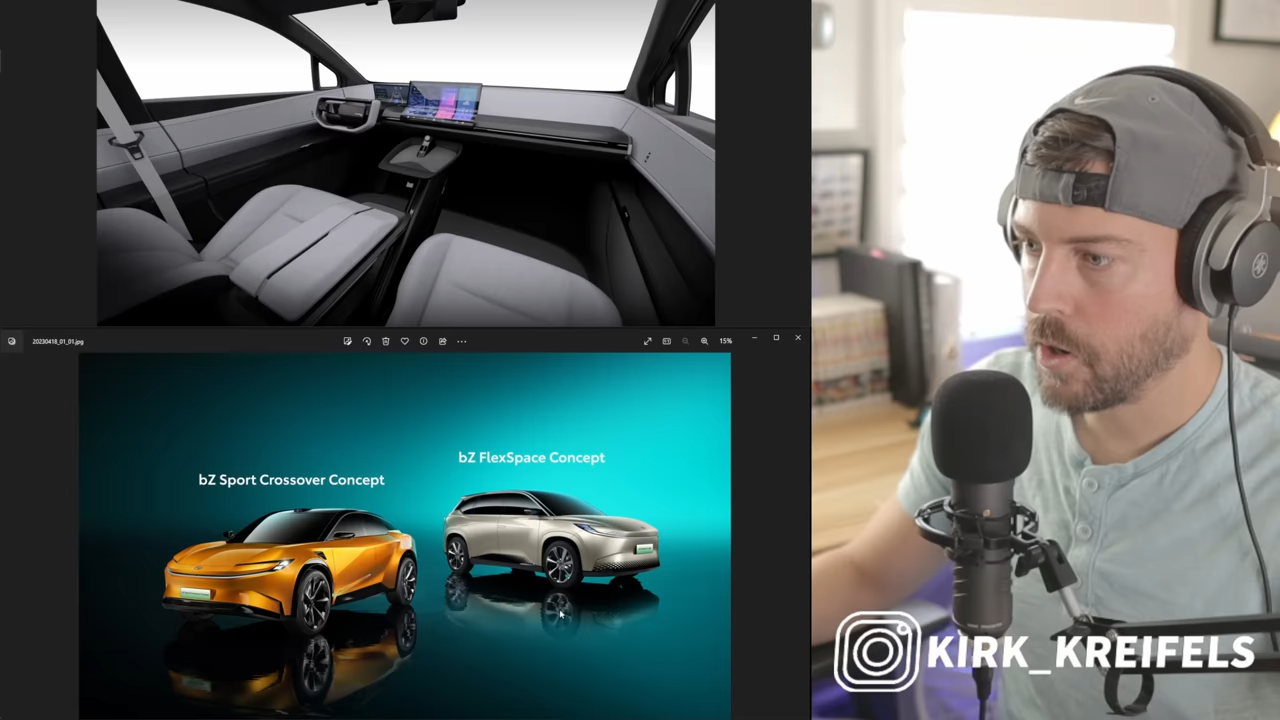 20230418_01_01.jpg
15%
bZ Sport Crossover Concept
bZ FlexSpace Concept
KIRK_KREIFELS